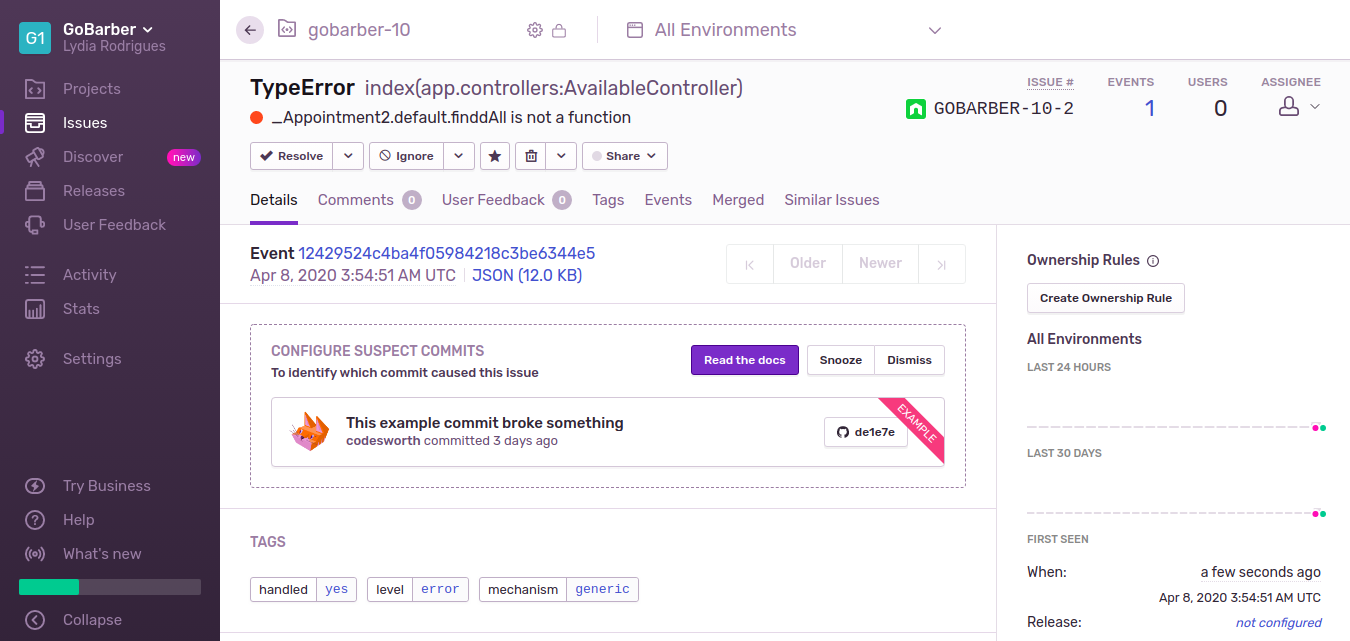 G1
GoBarber
Lydia Rodrigues
Projects
Issues
Discover new
Releases
User Feedback
Activity
Stats
Settings
Try Business
Help
What's new
Collapse
gobarber-10
All Environments
TypeError index(app.controllers:AvailableController)
_Appointment2.default.finddAll is not a function
ISSUE # EVENTS USERS ASSIGNEE
GOBARBER-10-2 1 0
Resolve Ignore Share
Details Comments 0 User Feedback 0 Tags Events Merged Similar Issues
Event 12429524c4ba4f05984218c3be6344e5
Apr 8, 2020 3:54:51 AM UTC JSON (12.0 KB)
Older Newer
CONFIGURE SUSPECT COMMITS
To identify which commit caused this issue
Read the docs Snooze Dismiss
This example commit broke something
codesworth committed 3 days ago
de1e7e
EXAMPLE
TAGS
handled yes level error mechanism generic
Ownership Rules
Create Ownership Rule
All Environments
LAST 24 HOURS
LAST 30 DAYS
FIRST SEEN
When: a few seconds ago
Apr 8, 2020 3:54:51 AM UTC
Release: not configured